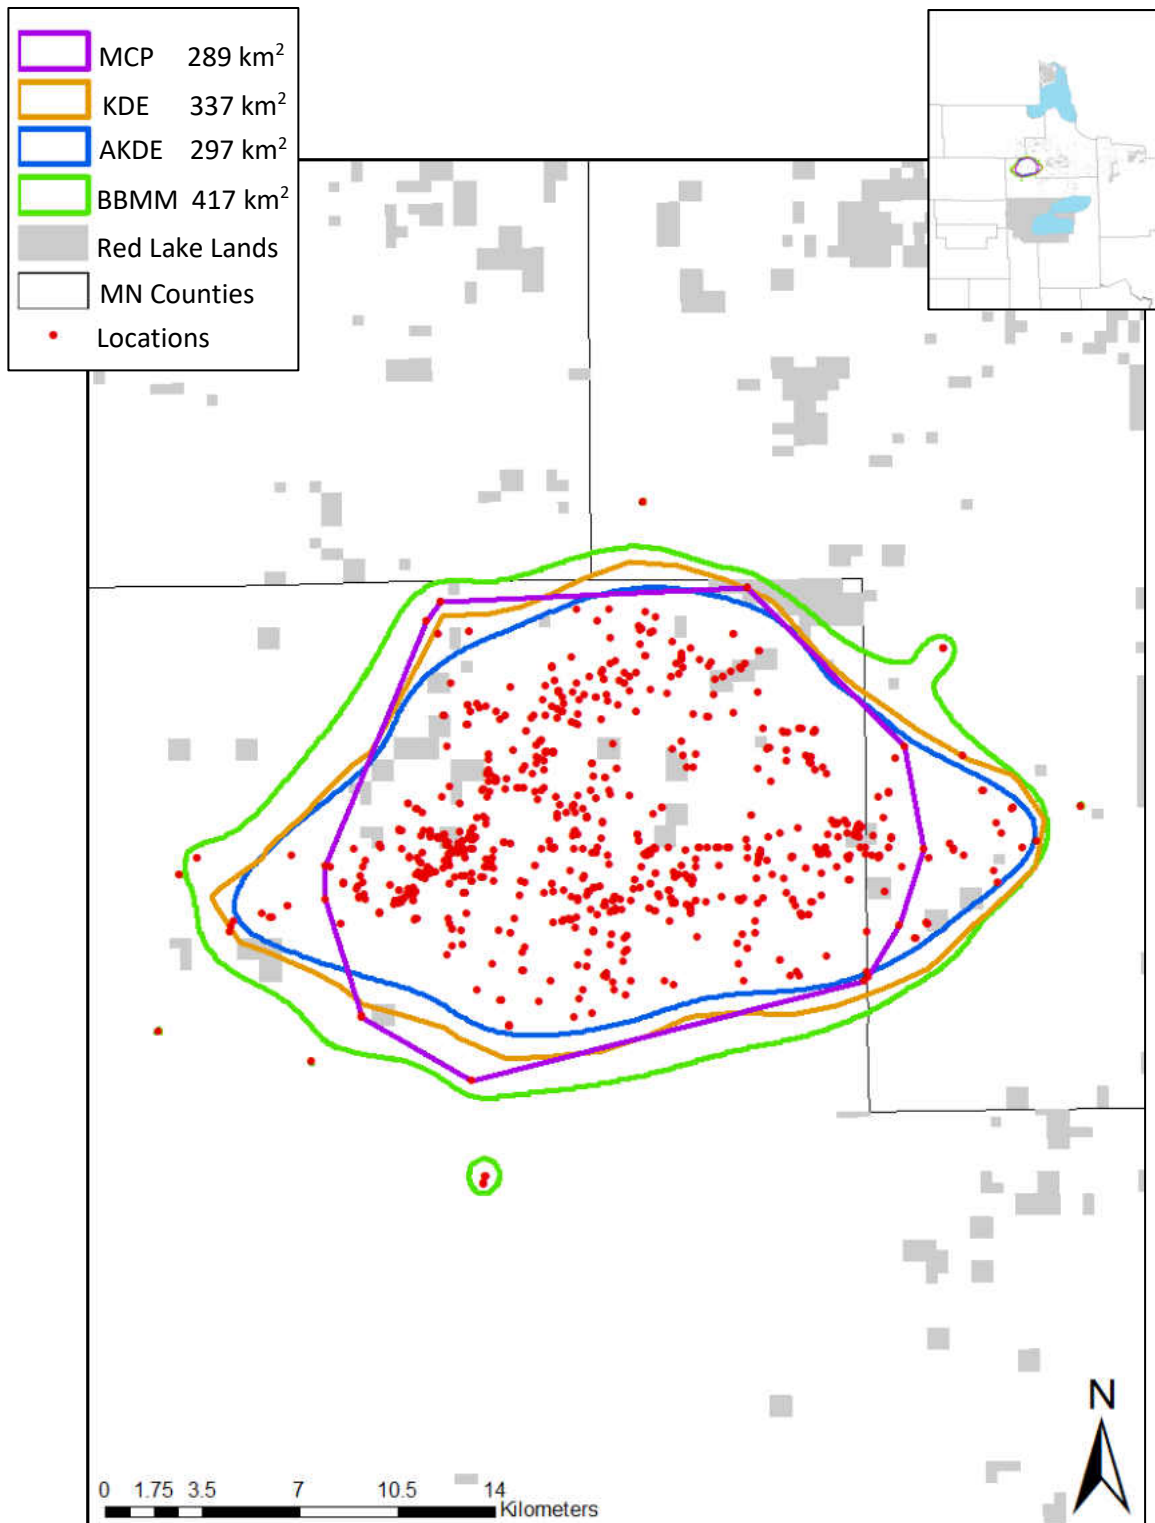 MCP 289 km²
KDE 337 km²
AKDE 297 km²
BBMM 417 km²
Red Lake Lands
MN Counties
Locations
N
0 1.75 3.5 7 10.5 14
Kilometers